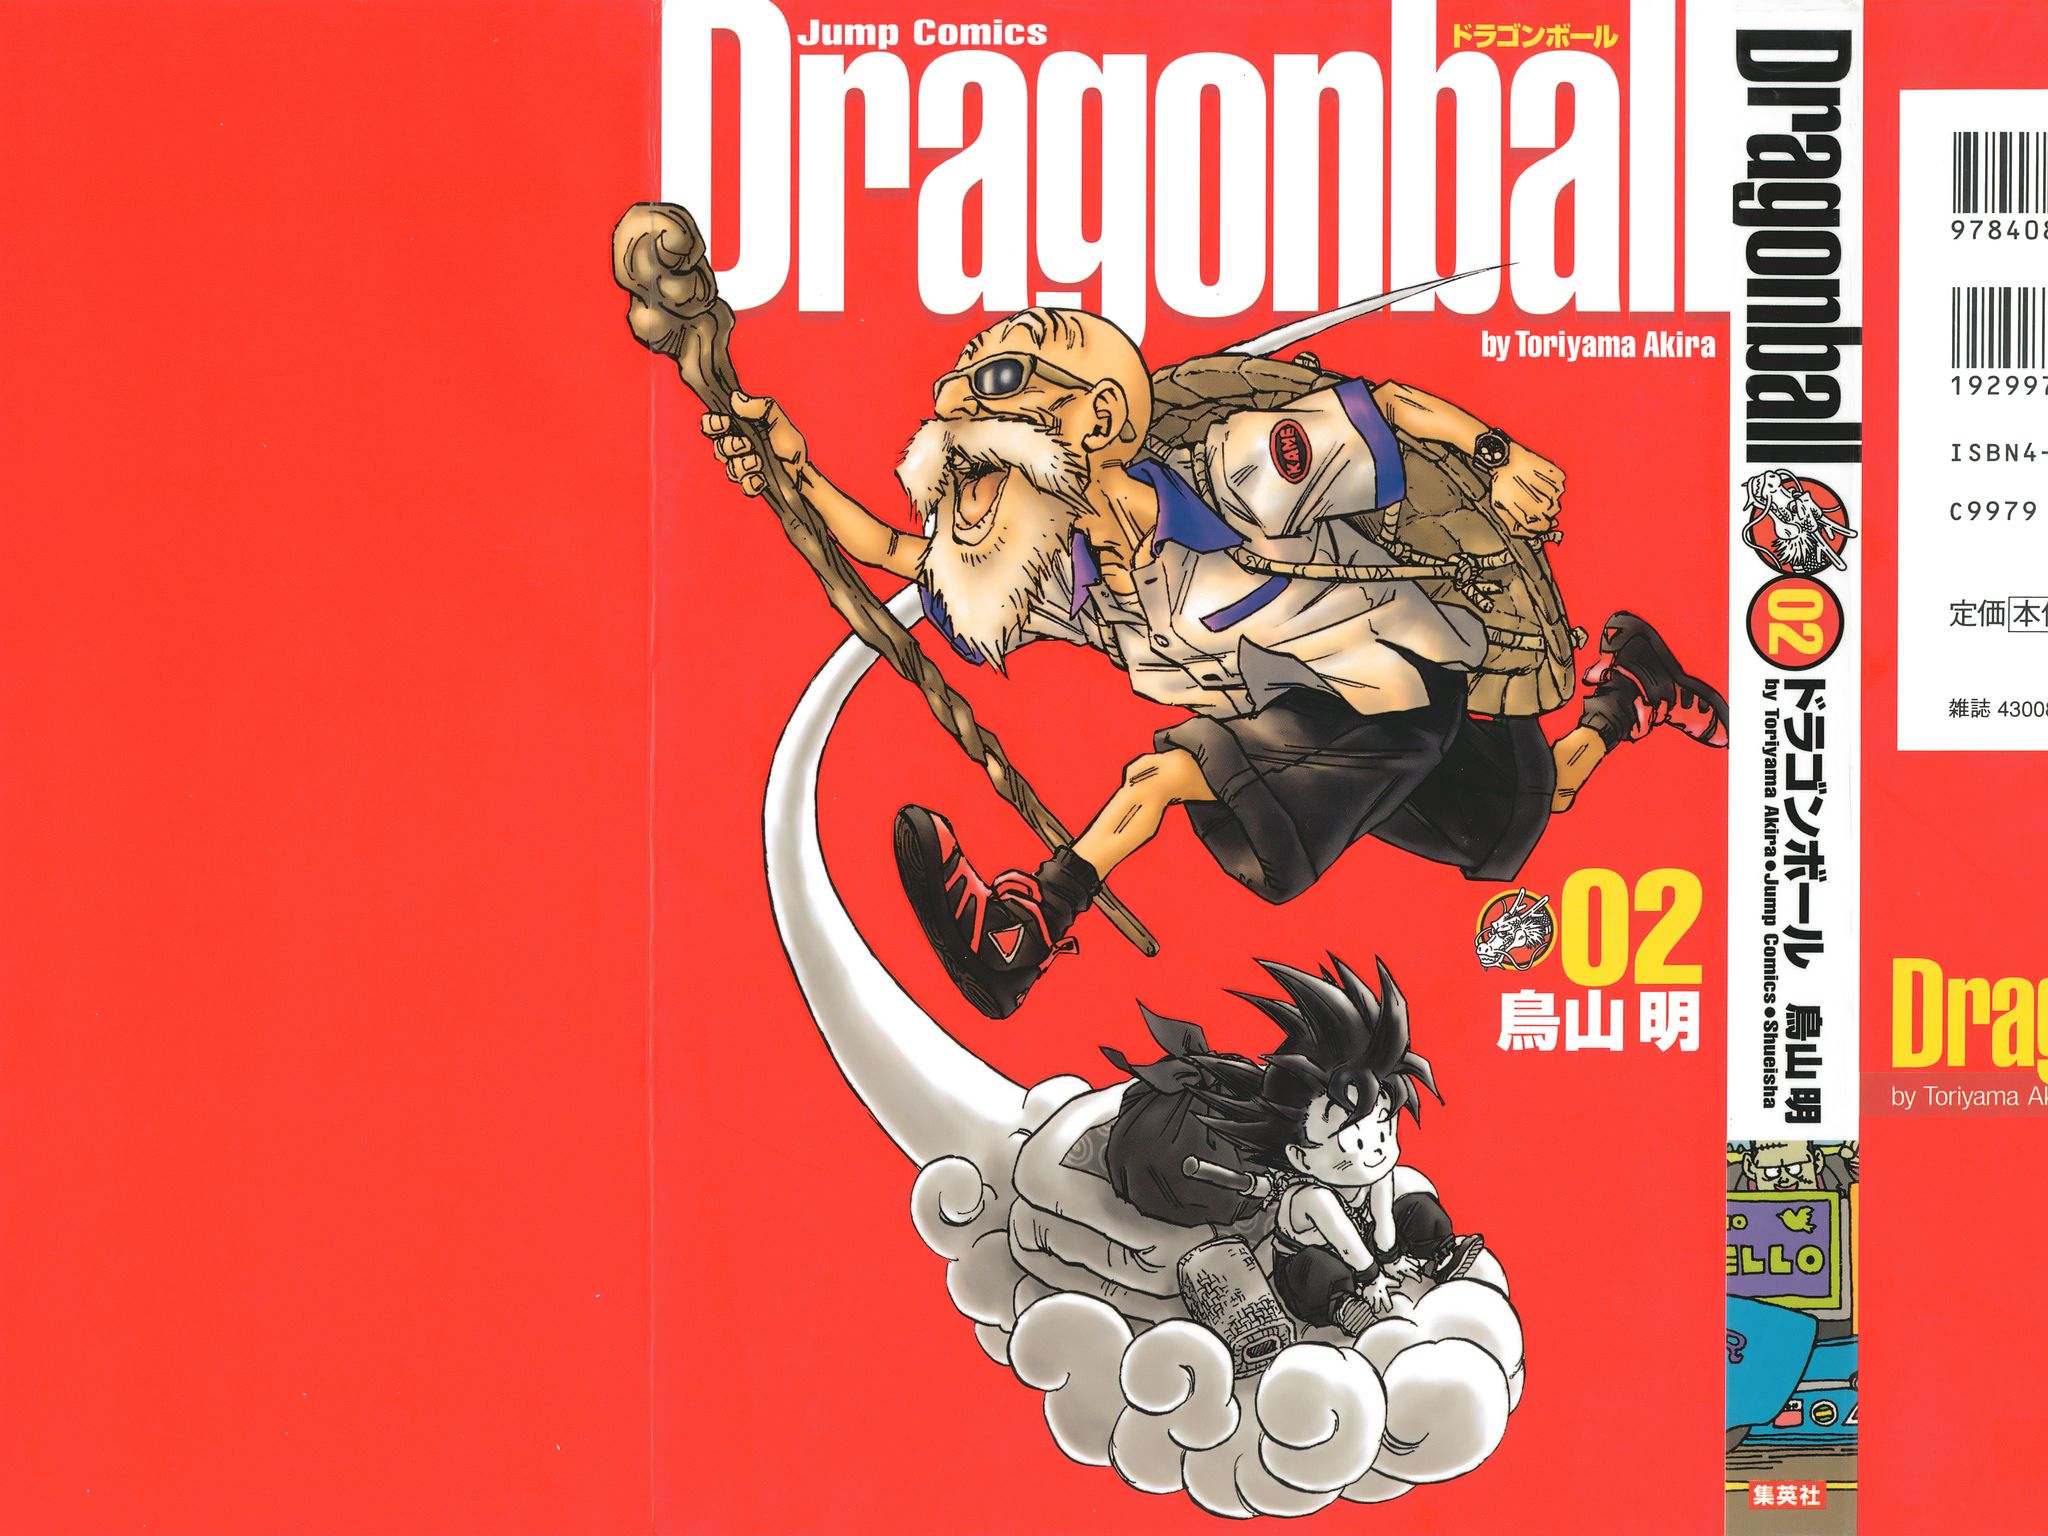 Jump Comics
ドラゴンボール
Dragonball
by Toriyama Akira
KAME
02
鳥山 明
Dragonball
02
ドラゴンボール 鳥山明
by Toriyama Akira●Jump Comics●Shueisha
ELLO
集英社
978408
192997
ISBN4-
C9979
定価 本
雑誌 43008
Drag
by Toriyama Ak